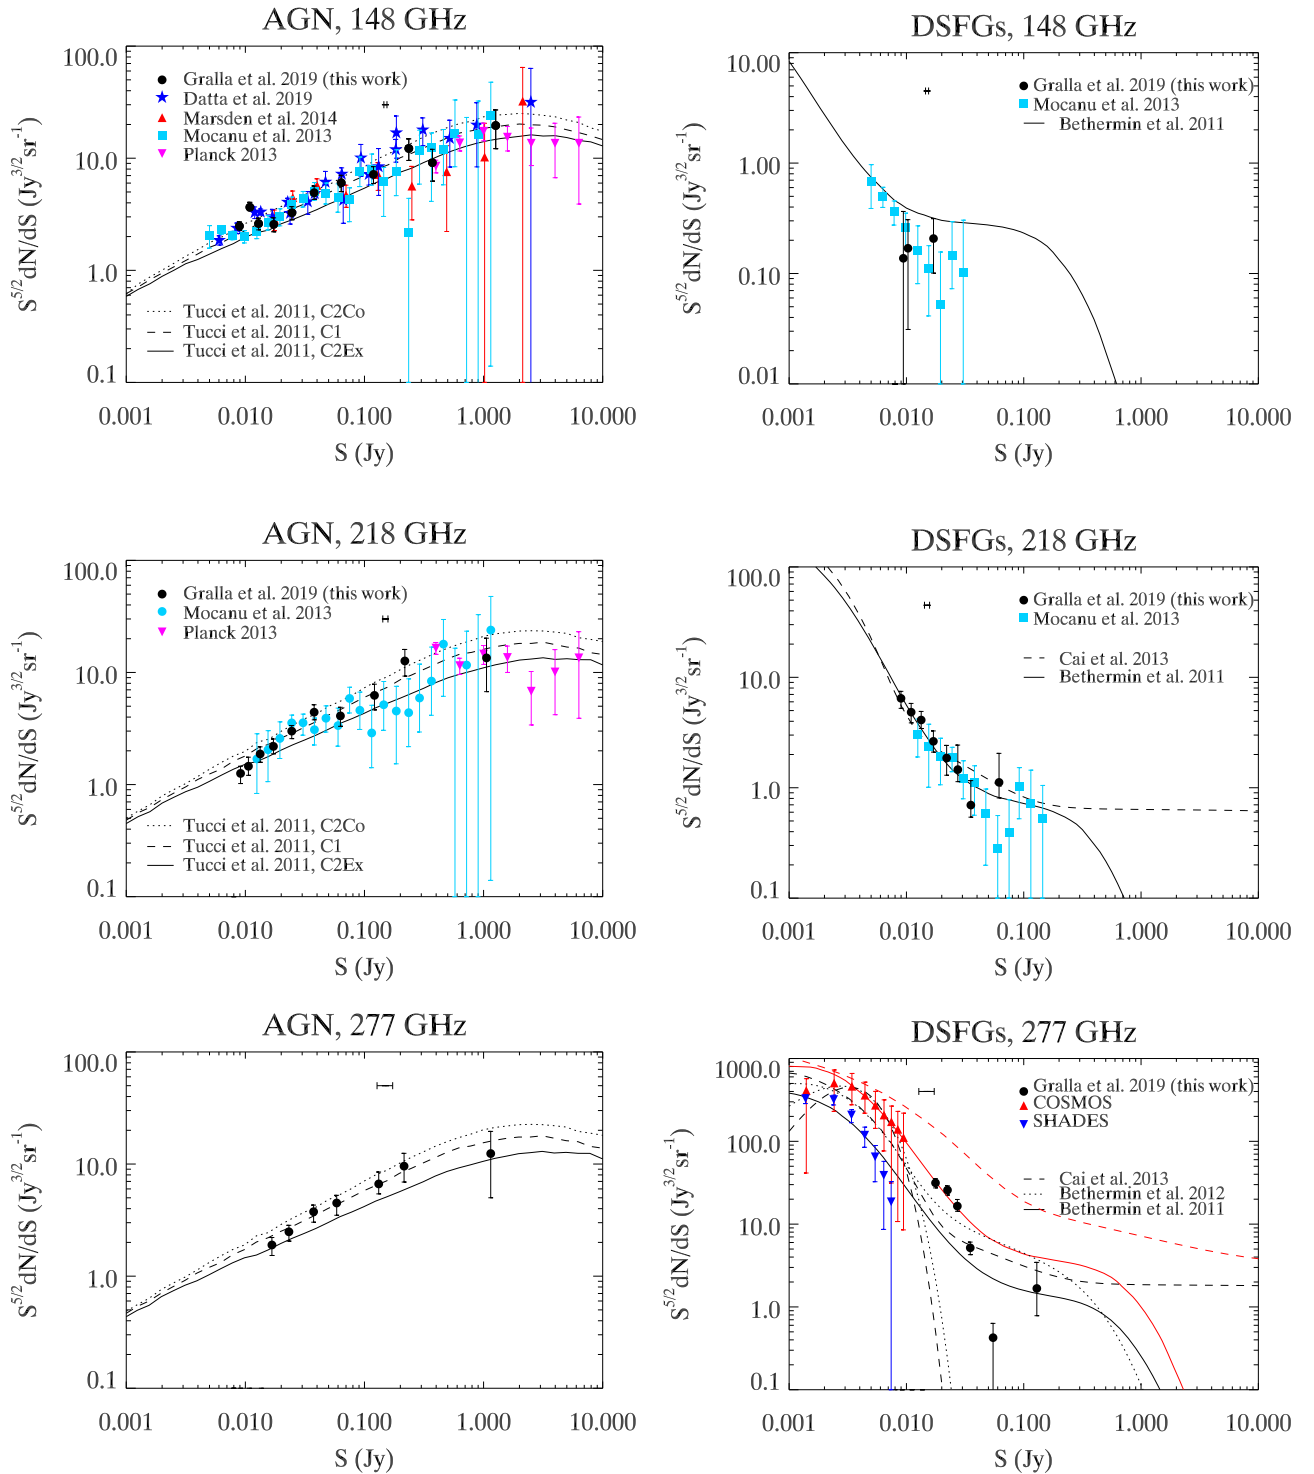 AGN, 148 GHz
100.0
10.0
1.0
0.1
S^5/2 dN/dS (Jy^3/2 sr^-1)
Gralla et al. 2019 (this work)
Datta et al. 2019
Marsden et al. 2014
Mocanu et al. 2013
Planck 2013
Tucci et al. 2011, C2Co
Tucci et al. 2011, C1
Tucci et al. 2011, C2Ex
0.001 0.010 0.100 1.000 10.000
S (Jy)
DSFGs, 148 GHz
10.00
1.00
0.10
0.01
S^5/2 dN/dS (Jy^3/2 sr^-1)
Gralla et al. 2019 (this work)
Mocanu et al. 2013
Bethermin et al. 2011
0.001 0.010 0.100 1.000 10.000
S (Jy)
AGN, 218 GHz
100.0
10.0
1.0
0.1
S^5/2 dN/dS (Jy^3/2 sr^-1)
Gralla et al. 2019 (this work)
Mocanu et al. 2013
Planck 2013
Tucci et al. 2011, C2Co
Tucci et al. 2011, C1
Tucci et al. 2011, C2Ex
0.001 0.010 0.100 1.000 10.000
S (Jy)
DSFGs, 218 GHz
100.0
10.0
1.0
0.1
S^5/2 dN/dS (Jy^3/2 sr^-1)
Gralla et al. 2019 (this work)
Mocanu et al. 2013
Cai et al. 2013
Bethermin et al. 2011
0.001 0.010 0.100 1.000 10.000
S (Jy)
AGN, 277 GHz
100.0
10.0
1.0
0.1
S^5/2 dN/dS (Jy^3/2 sr^-1)
0.001 0.010 0.100 1.000 10.000
S (Jy)
DSFGs, 277 GHz
1000.0
100.0
10.0
1.0
0.1
S^5/2 dN/dS (Jy^3/2 sr^-1)
Gralla et al. 2019 (this work)
COSMOS
SHADES
Cai et al. 2013
Bethermin et al. 2012
Bethermin et al. 2011
0.001 0.010 0.100 1.000 10.000
S (Jy)